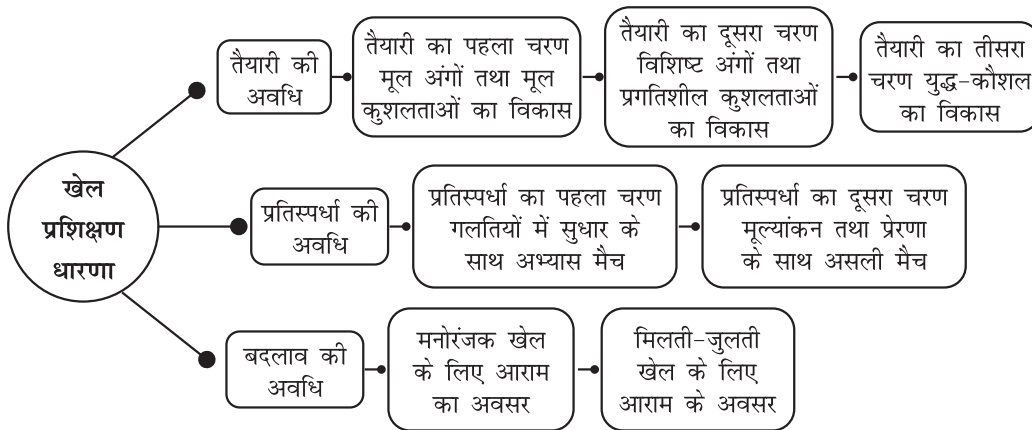 खेल
प्रशिक्षण
धारणा
तैयारी की
अवधि
तैयारी का पहला चरण
मूल अंगों तथा मूल
कुशलताओं का विकास
तैयारी का दूसरा चरण
विशिष्ट अंगों तथा
प्रगतिशील कुशलताओं
का विकास
तैयारी का तीसरा
चरण युद्ध-कौशल
का विकास
प्रतिस्पर्धा की
अवधि
प्रतिस्पर्धा का पहला चरण
गलतियों में सुधार के
साथ अभ्यास मैच
प्रतिस्पर्धा का दूसरा चरण
मूल्यांकन तथा प्रेरणा
के साथ असली मैच
बदलाव की
अवधि
मनोरंजक खेल
के लिए आराम
का अवसर
मिलती-जुलती
खेल के लिए
आराम के अवसर